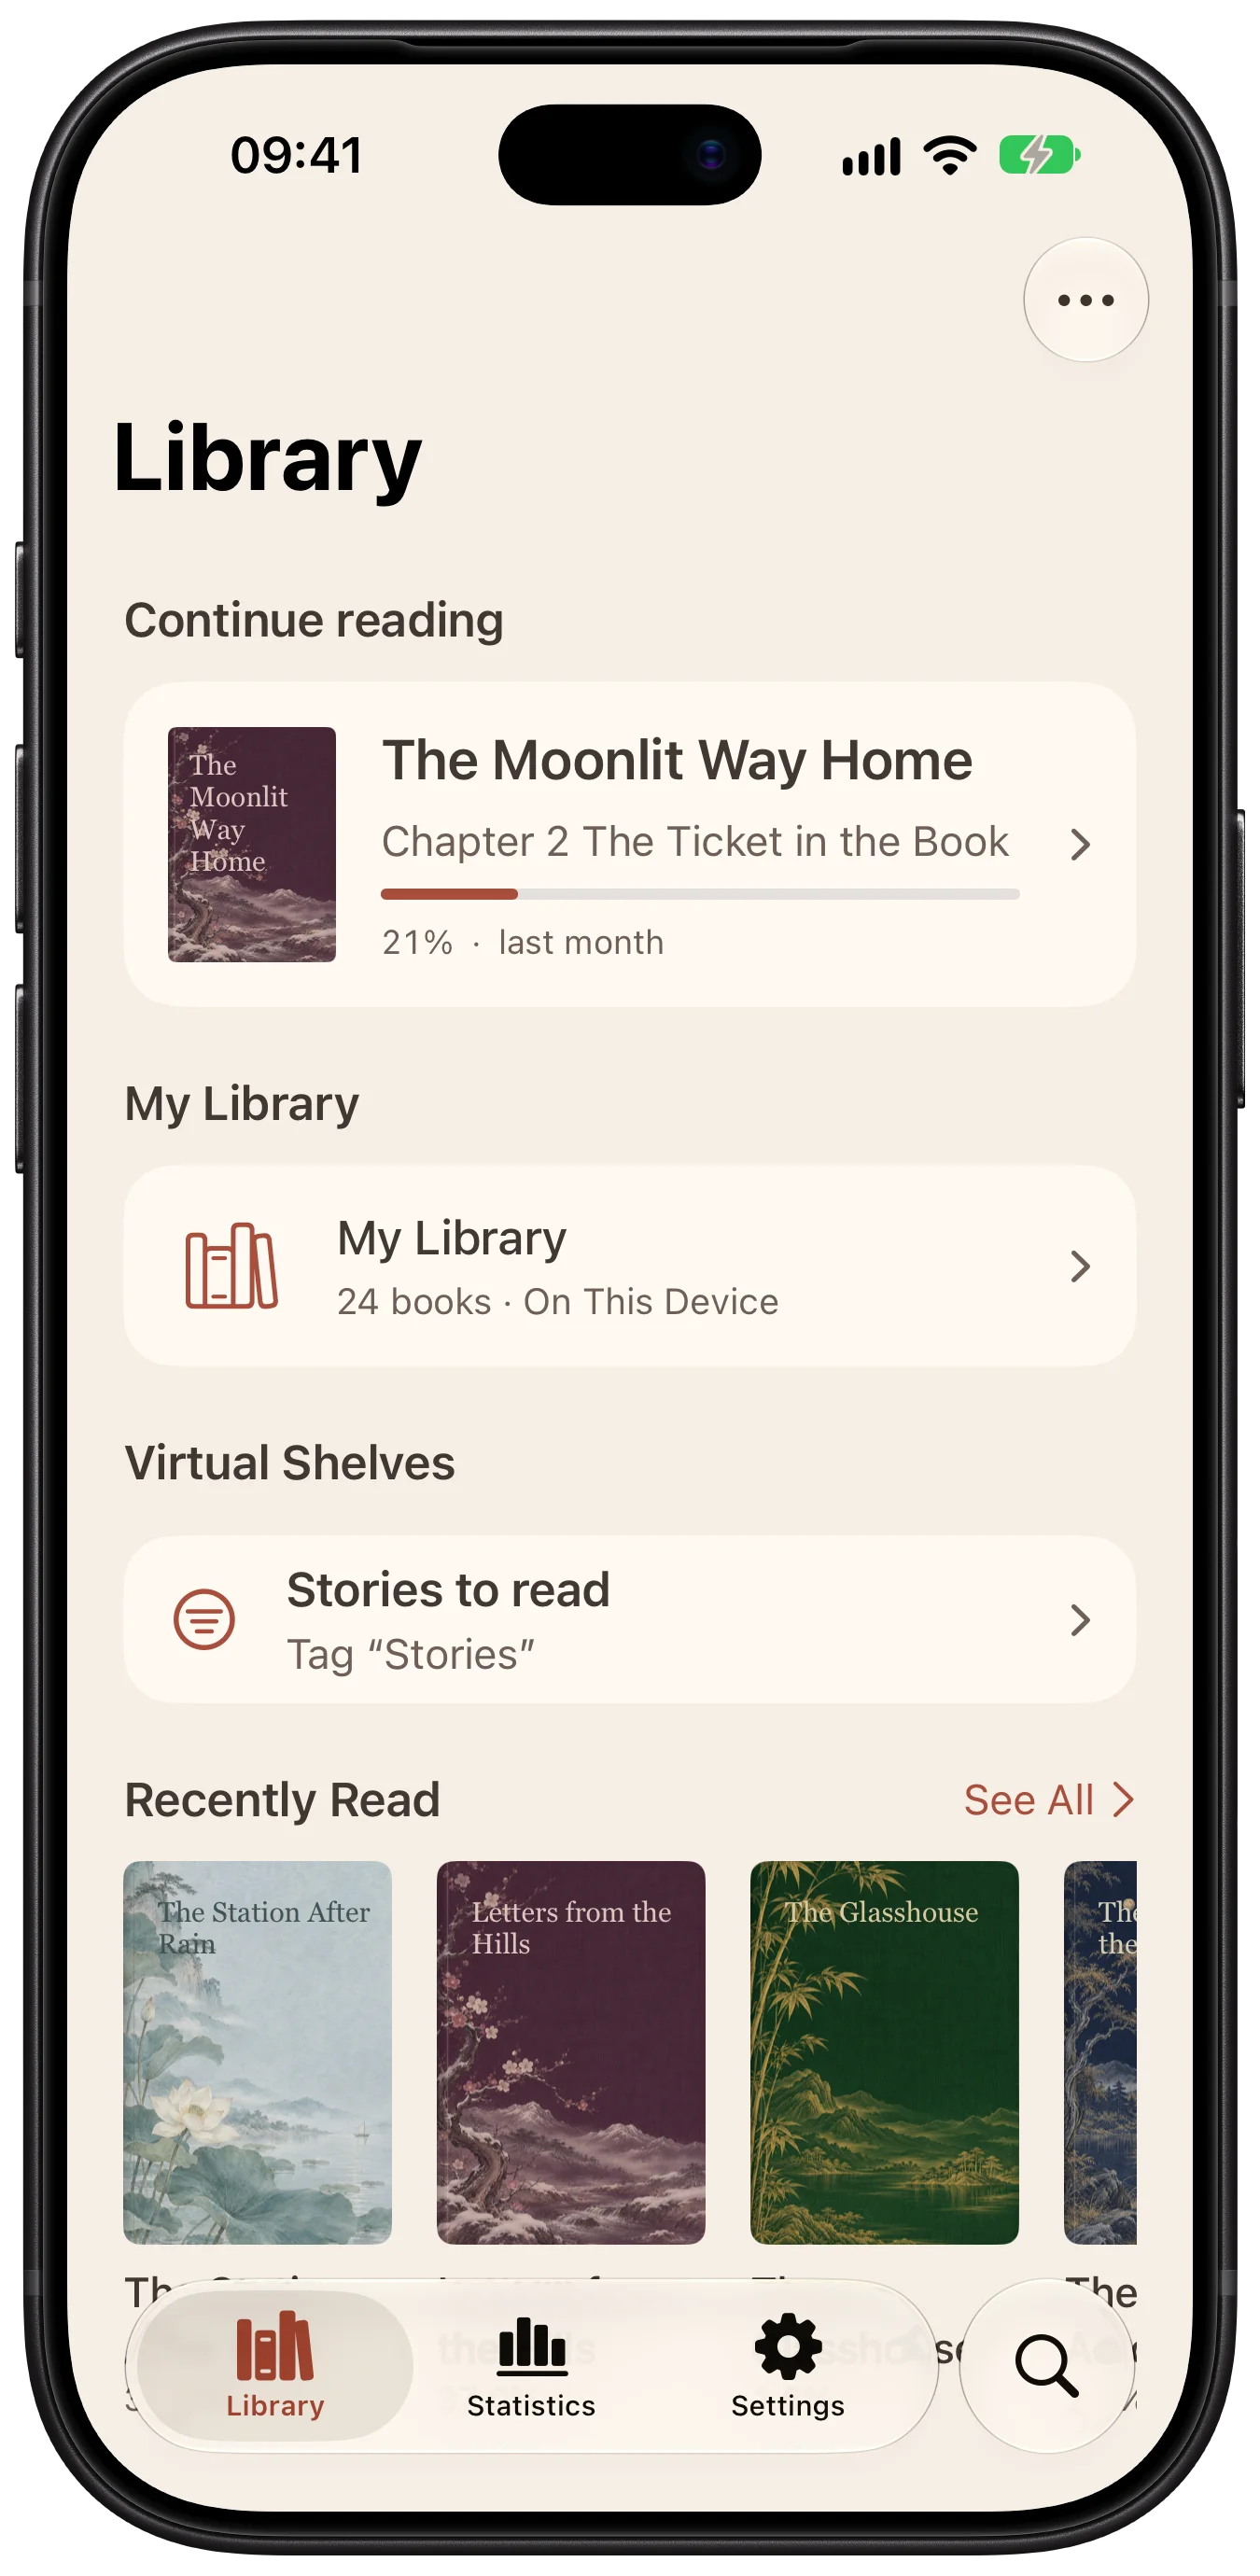 09:41
Library
Continue reading
The
Moonlit
Way
Home
The Moonlit Way Home
Chapter 2 The Ticket in the Book
21% · last month
My Library
My Library
24 books · On This Device
Virtual Shelves
Stories to read
Tag “Stories”
Recently Read
See All
The Station After
Rain
Letters from the
Hills
The Glasshouse
The
the
The
Library
Statistics
Settings